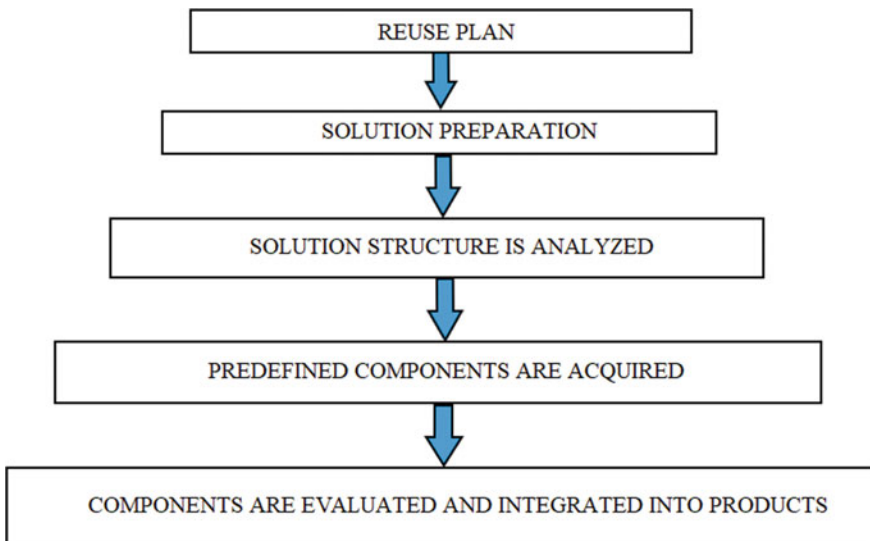 REUSE PLAN
SOLUTION PREPARATION
SOLUTION STRUCTURE IS ANALYZED
PREDEFINED COMPONENTS ARE ACQUIRED
COMPONENTS ARE EVALUATED AND INTEGRATED INTO PRODUCTS